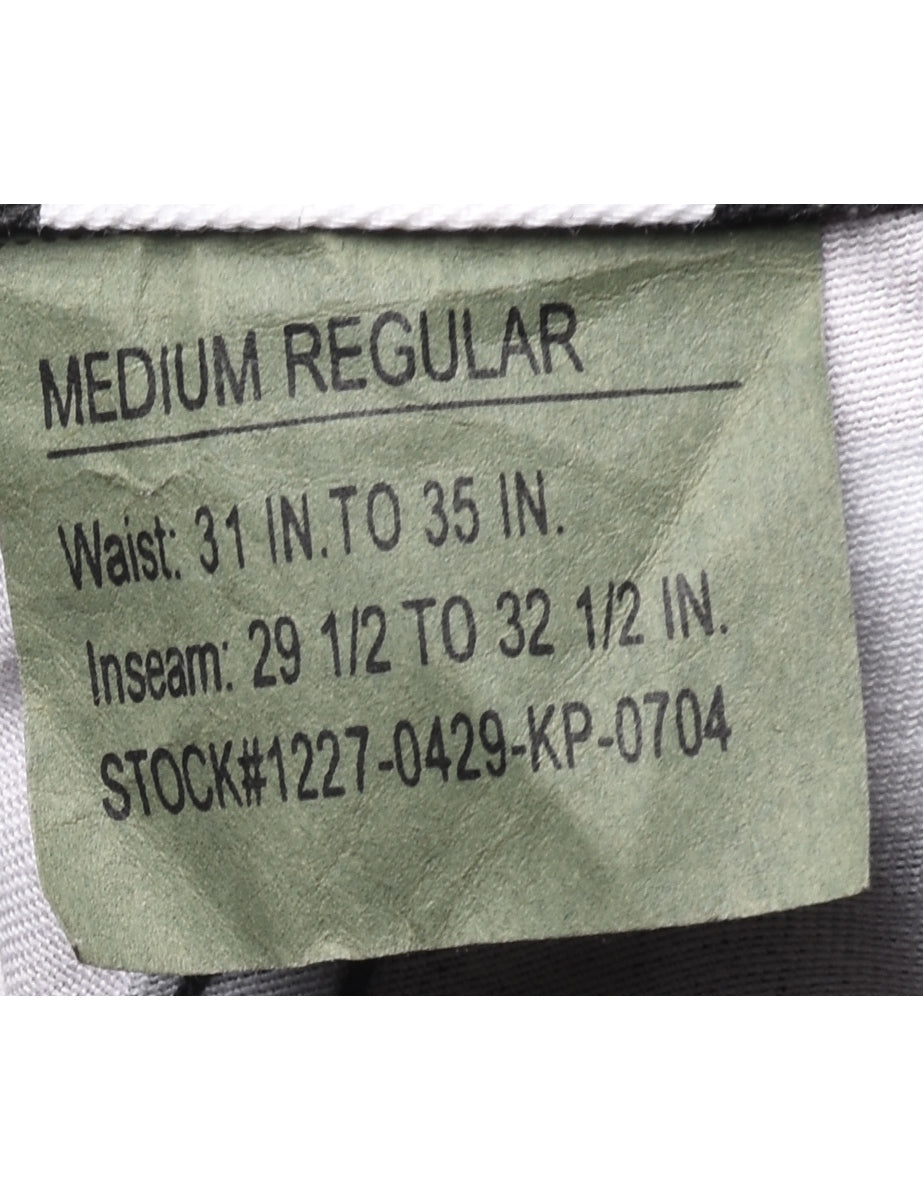 MEDIUM REGULAR
Waist: 31 IN.TO 35 IN.
Inseam: 29 1/2 TO 32 1/2 IN.
STOCK#1227-0429-KP-0704